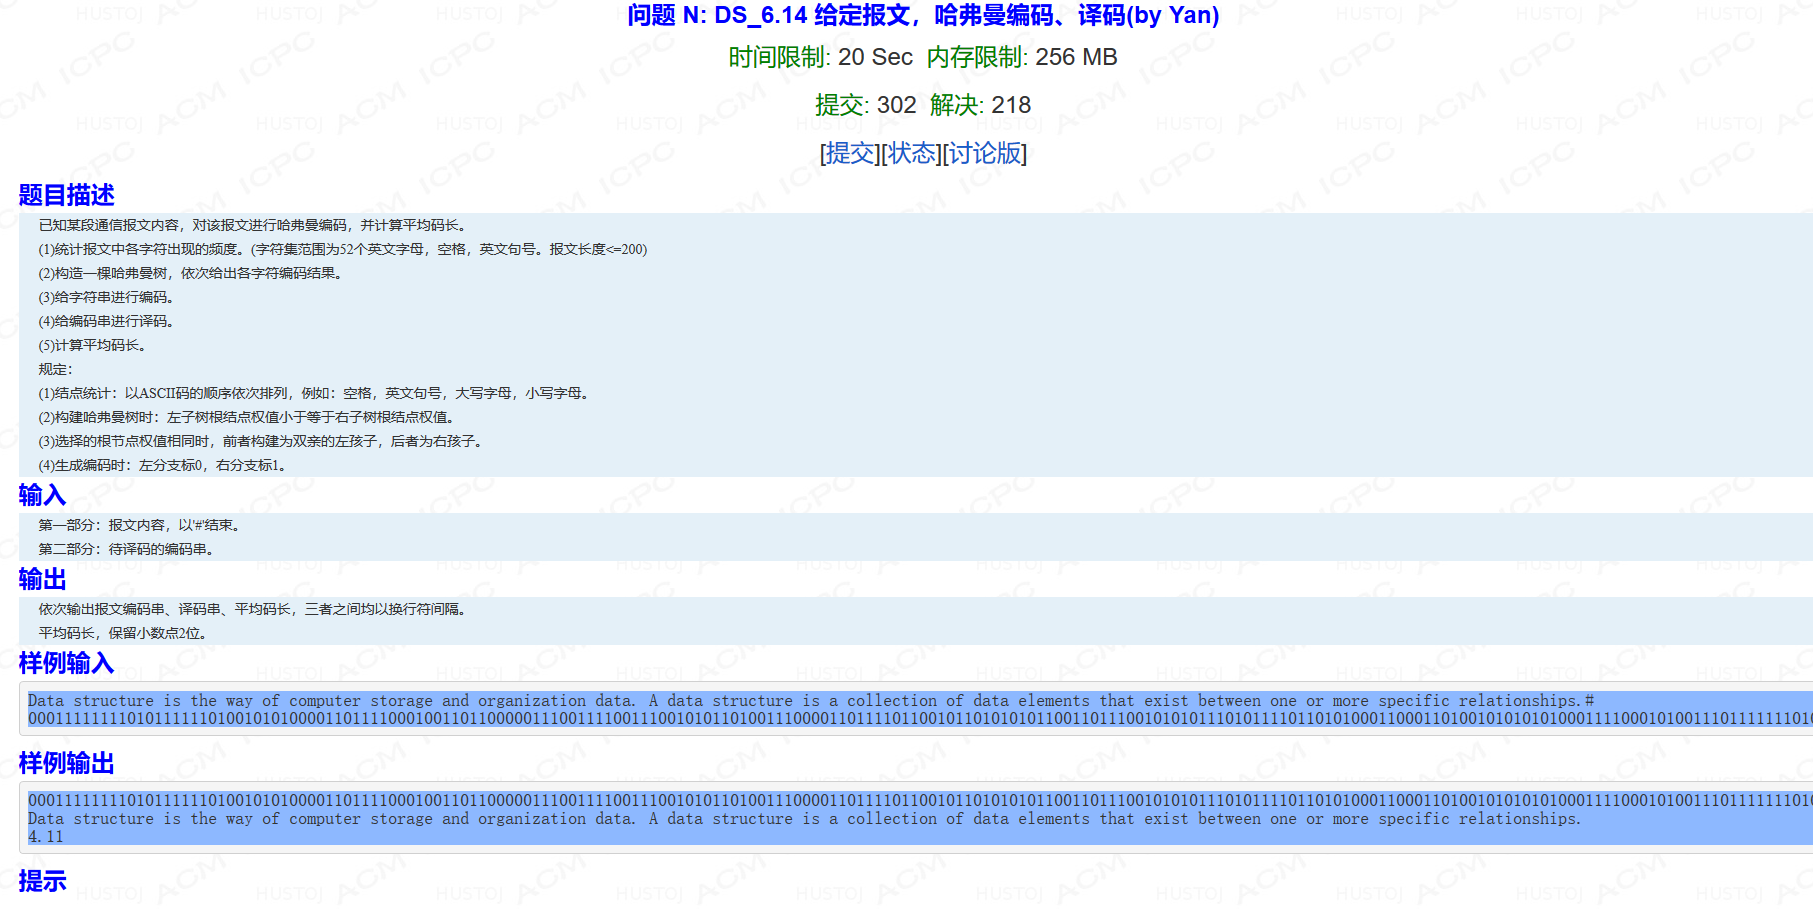 问题 N: DS_6.14 给定报文，哈弗曼编码、译码(by Yan)
时间限制: 20 Sec 内存限制: 256 MB
提交: 302 解决: 218
[提交][状态][讨论版]
题目描述
已知某段通信报文内容，对该报文进行哈弗曼编码，并计算平均码长。
(1)统计报文中各字符出现的频度。(字符集范围为52个英文字母，空格，英文句号。报文长度<=200)
(2)构造一棵哈弗曼树，依次给出各字符编码结果。
(3)给字符串进行编码。
(4)给编码串进行译码。
(5)计算平均码长。
规定：
(1)结点统计：以ASCII码的顺序依次排列，例如：空格，英文句号，大写字母，小写字母。
(2)构建哈弗曼树时：左子树根结点权值小于等于右子树根结点权值。
(3)选择的根节点权值相同时，前者构建为双亲的左孩子，后者为右孩子。
(4)生成编码时：左分支标0，右分支标1。
输入
第一部分：报文内容，以'#'结束。
第二部分：待译码的编码串。
输出
依次输出报文编码串、译码串、平均码长，三者之间均以换行符间隔。
平均码长，保留小数点2位。
样例输入
Data structure is the way of computer storage and organization data. A data structure is a collection of data elements that exist between one or more specific relationships.#
000111111110101111110100101010000110111100010011011000001110011110011100101011010011100001101111011001011010101011001101110010101011101011110110101000110001101001010101010001111000101001110111111101
样例输出
000111111110101111110100101010000110111100010011011000001110011110011100101011010011100001101111011001011010101011001101110010101011101011110110101000110001101001010101010001111000101001110111111101
Data structure is the way of computer storage and organization data. A data structure is a collection of data elements that exist between one or more specific relationships.
4.11
提示